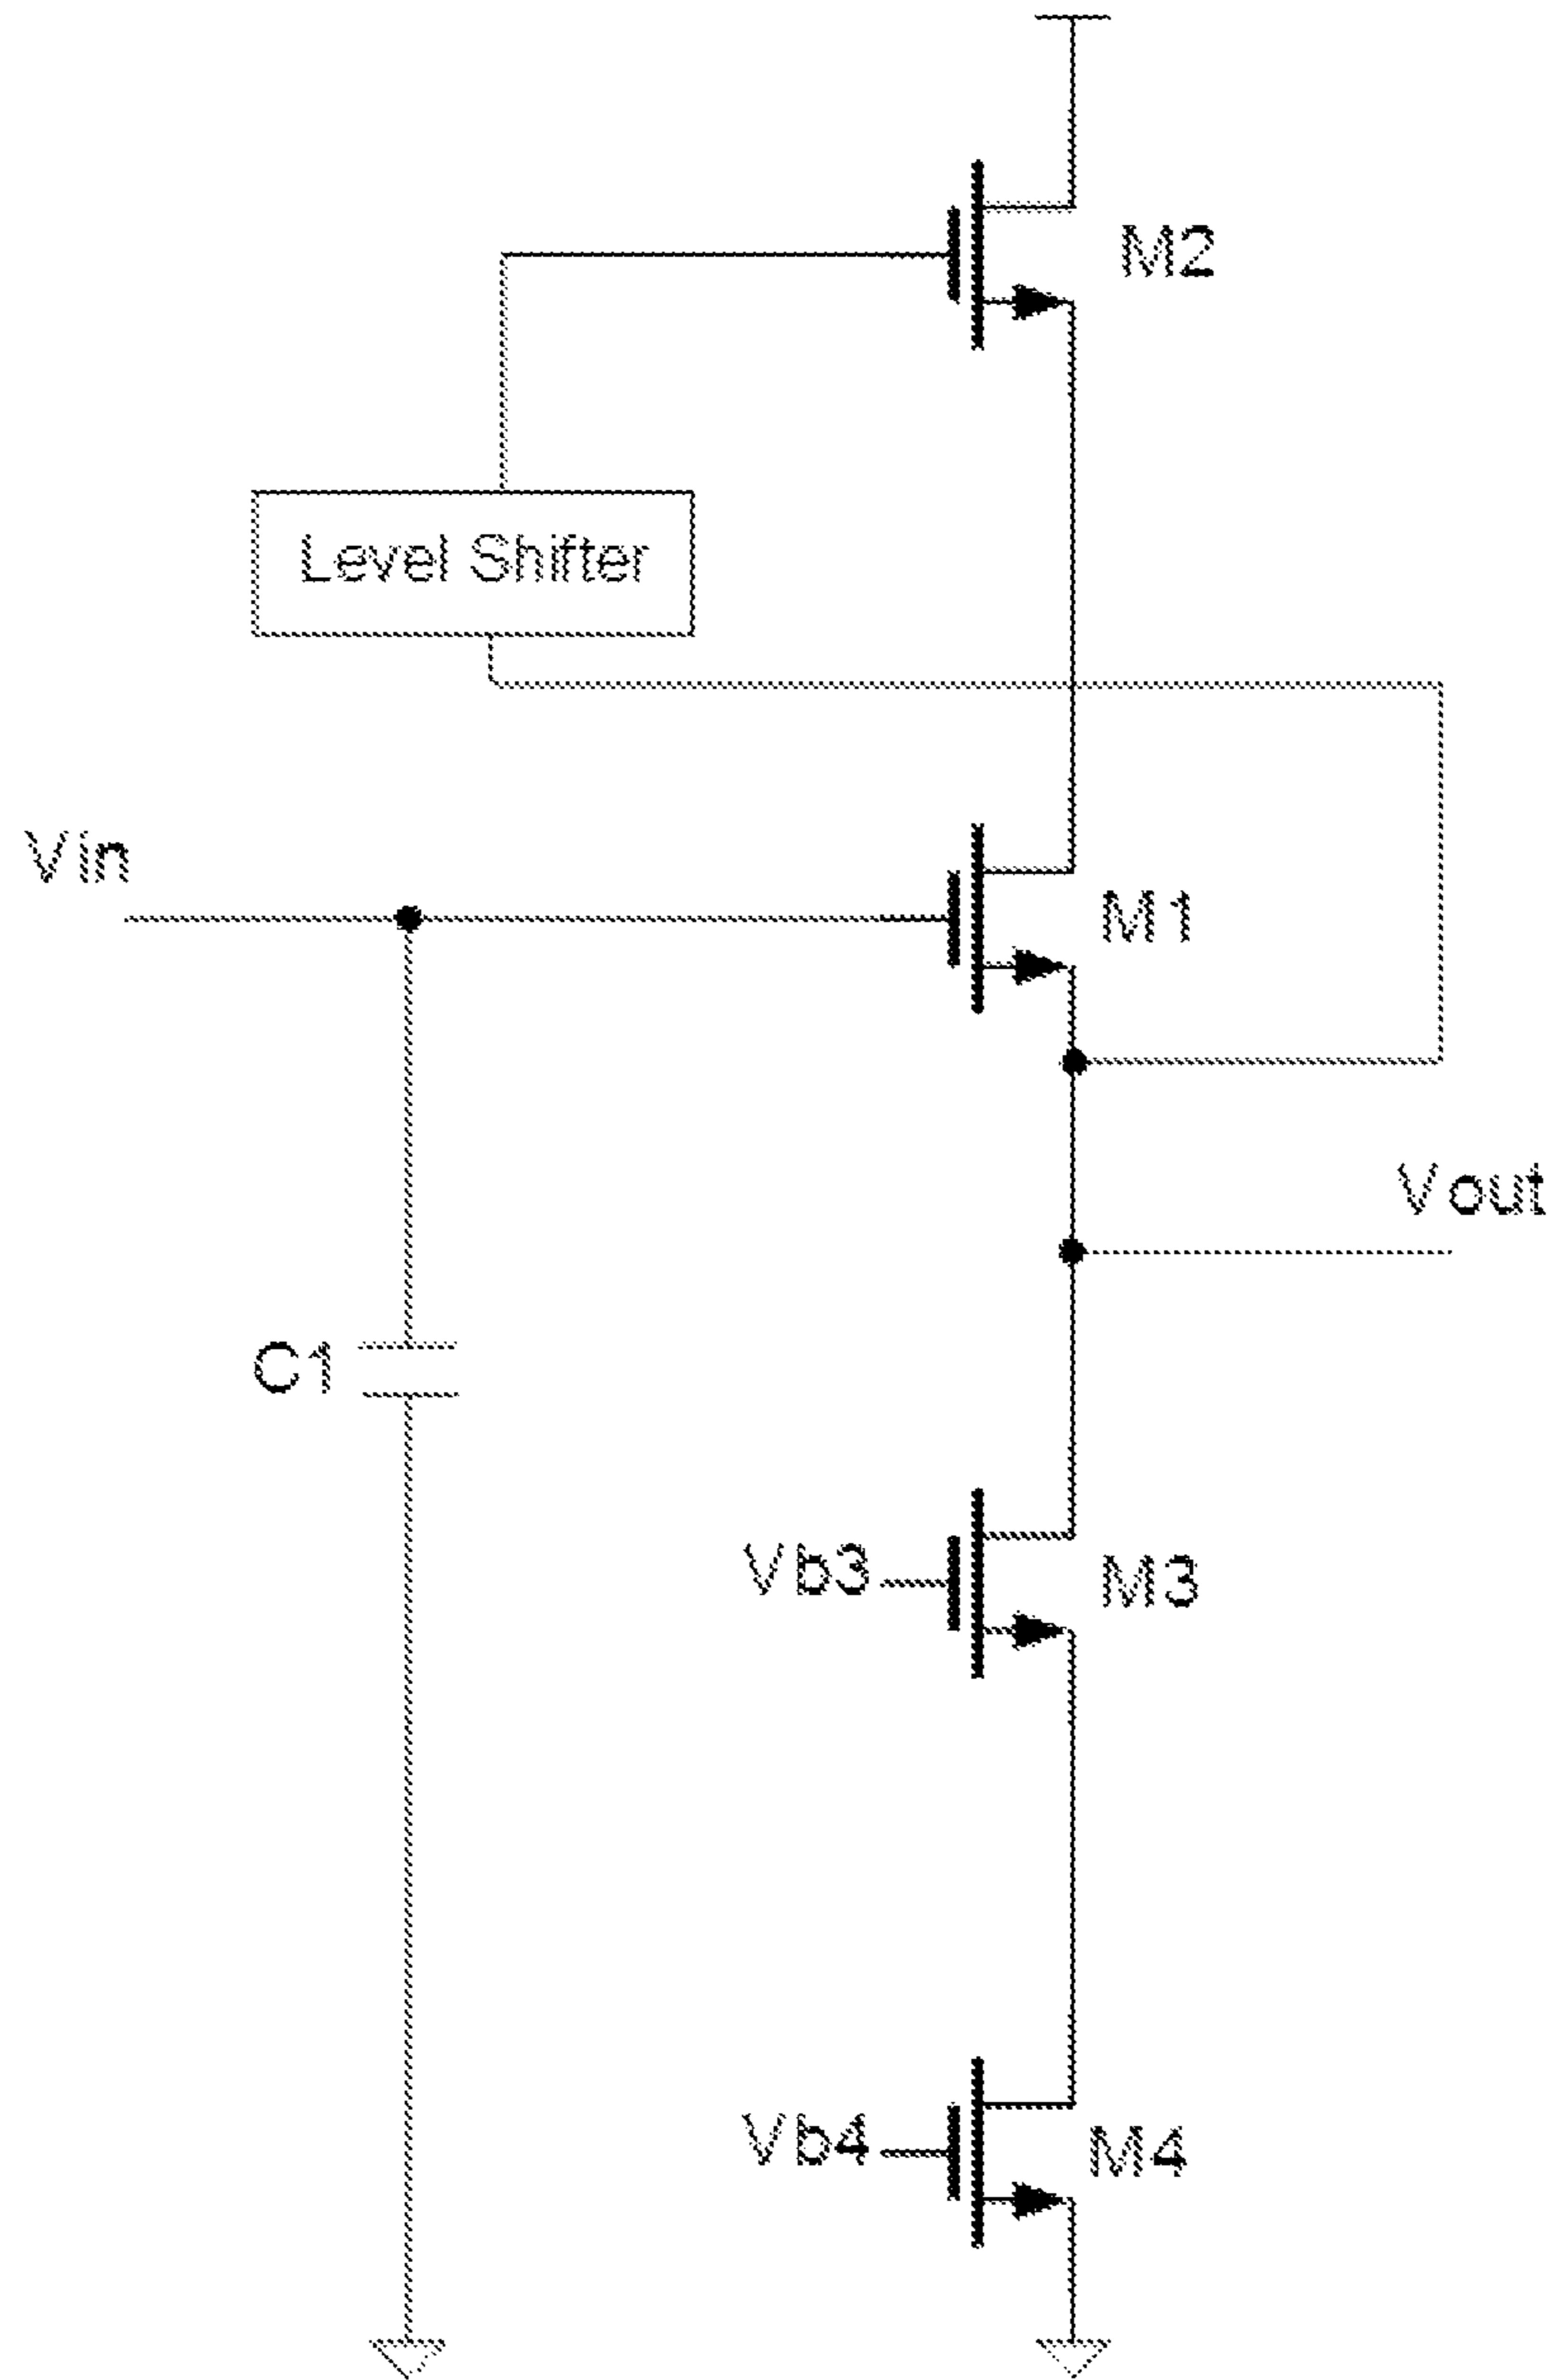 M2
Level Shifter
Vin
M1
Vout
C1
Vb3
M3
Vb4
M4